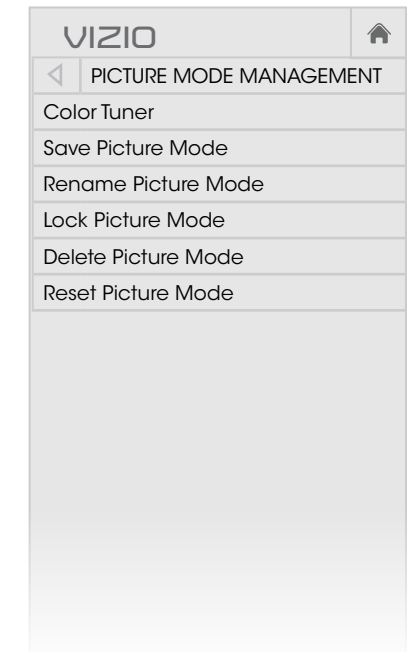 VIZIO
PICTURE MODE MANAGEMENT
Color Tuner
Save Picture Mode
Rename Picture Mode
Lock Picture Mode
Delete Picture Mode
Reset Picture Mode